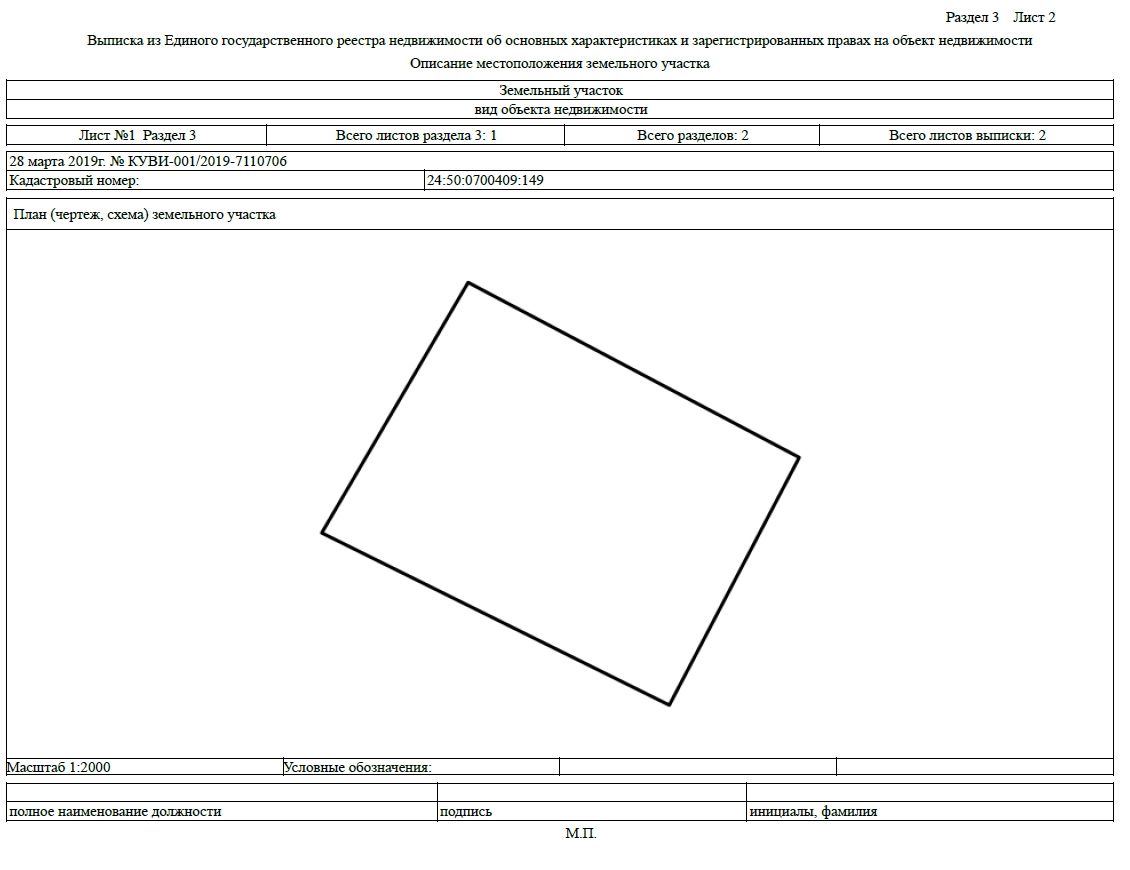 Раздел 3 Лист 2
Выписка из Единого государственного реестра недвижимости об основных характеристиках и зарегистрированных правах на объект недвижимости
Описание местоположения земельного участка
Земельный участок
вид объекта недвижимости
Лист №1 Раздел 3 Всего листов раздела 3: 1 Всего разделов: 2 Всего листов выписки: 2
28 марта 2019г. № КУВИ-001/2019-7110706
Кадастровый номер: 24:50:0700409:149
План (чертеж, схема) земельного участка
Масштаб 1:2000 Условные обозначения:
полное наименование должности подпись инициалы, фамилия
М.П.